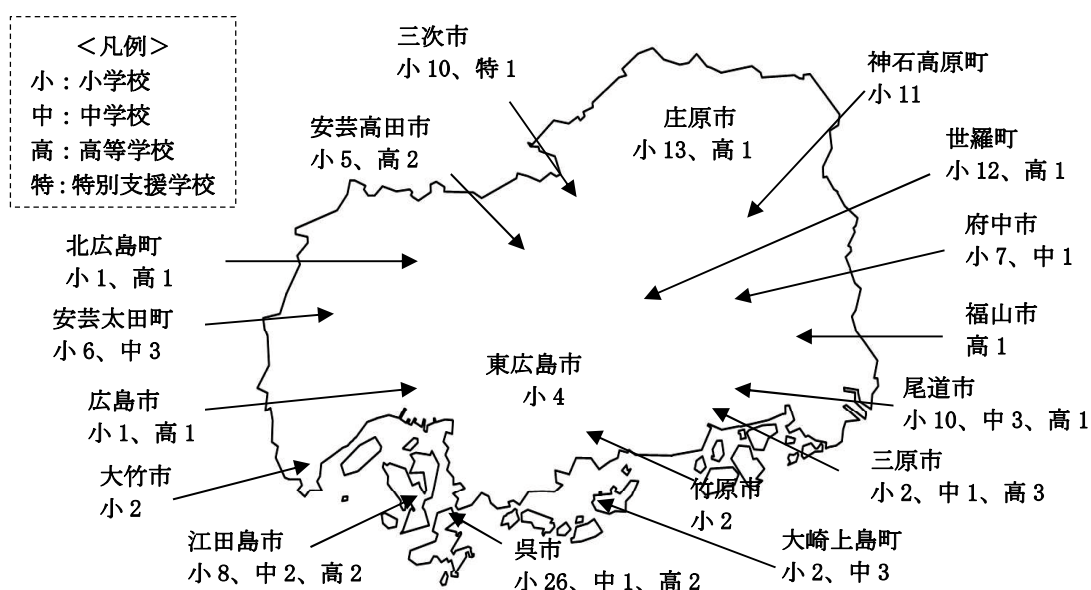 ＜凡例＞
小：小学校
中：中学校
高：高等学校
特：特別支援学校
三次市
小 10、特 1
神石高原町
小 11
安芸高田市
小 5、高 2
庄原市
小 13、高 1
世羅町
小 12、高 1
北広島町
小 1、高 1
府中市
小 7、中 1
安芸太田町
小 6、中 3
福山市
高 1
東広島市
小 4
広島市
小 1、高 1
尾道市
小 10、中 3、高 1
大竹市
小 2
三原市
小 2、中 1、高 3
竹原市
小 2
江田島市
小 8、中 2、高 2
呉市
小 26、中 1、高 2
大崎上島町
小 2、中 3